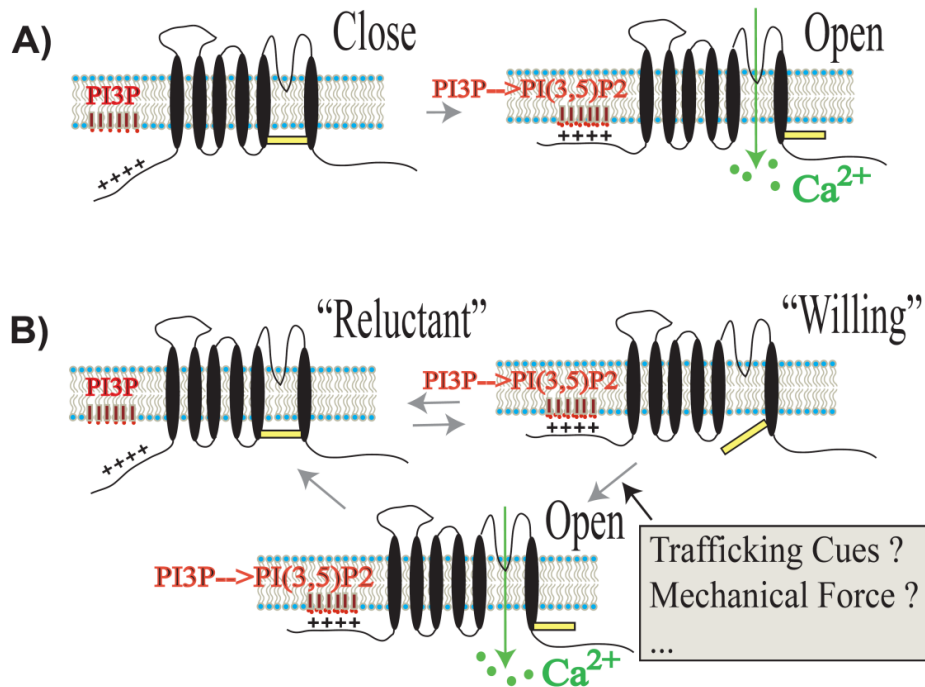 A)
Close
PI3P
++++
PI3P-->PI(3,5)P2
Open
++++
Ca2+
B)
"Reluctant"
PI3P
++++
"Willing"
PI3P-->PI(3,5)P2
++++
Open
PI3P-->PI(3,5)P2
++++
Ca2+
Trafficking Cues ?
Mechanical Force ?
...